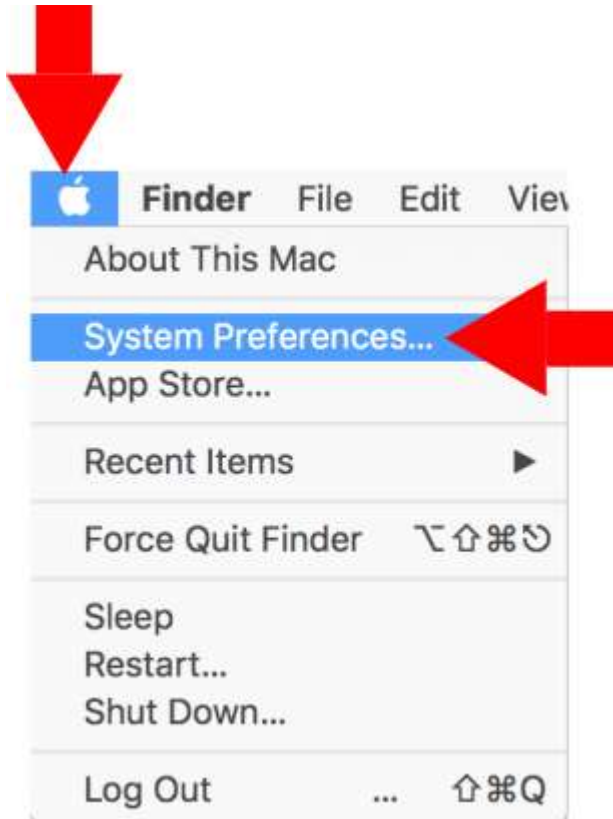 Finder File Edit
About This Mac
System Preferences...
App Store...
Recent Items ▶
Force Quit Finder ⌥⇧⌘⎋
Sleep
Restart...
Shut Down...
Log Out ... ⇧⌘Q